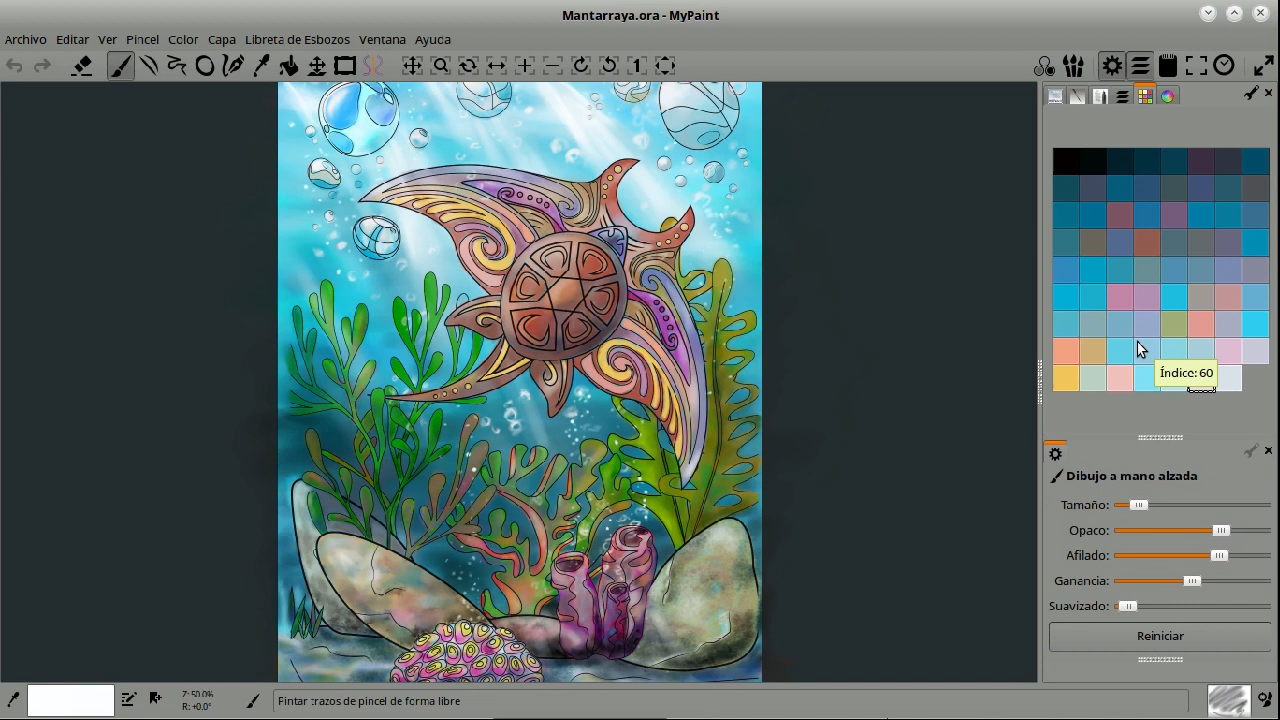 Mantarraya.ora - MyPaint
Archivo Editar Ver Pincel Color Capa Libreta de Esbozos Ventana Ayuda
1
Índice: 60
Dibujo a mano alzada
Tamaño:
Opaco:
Afilado:
Ganancia:
Suavizado:
Reiniciar
Z: 50.0%
R: +0.0°
Pintar trazos de pincel de forma libre